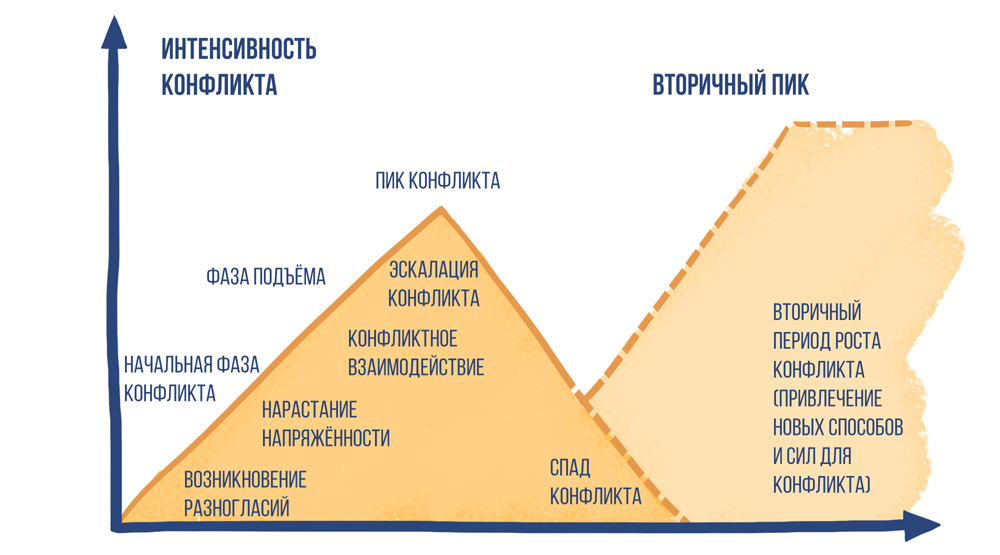 ИНТЕНСИВНОСТЬ
КОНФЛИКТА
ВТОРИЧНЫЙ ПИК
ПИК КОНФЛИКТА
ФАЗА ПОДЪЁМА
ЭСКАЛАЦИЯ
КОНФЛИКТА
КОНФЛИКТНОЕ
ВЗАИМОДЕЙСТВИЕ
НАЧАЛЬНАЯ ФАЗА
КОНФЛИКТА
НАРАСТАНИЕ
НАПРЯЖЁННОСТИ
ВОЗНИКНОВЕНИЕ
РАЗНОГЛАСИЙ
СПАД
КОНФЛИКТА
ВТОРИЧНЫЙ
ПЕРИОД РОСТА
КОНФЛИКТА
(ПРИВЛЕЧЕНИЕ
НОВЫХ СПОСОБОВ
И СИЛ ДЛЯ
КОНФЛИКТА)